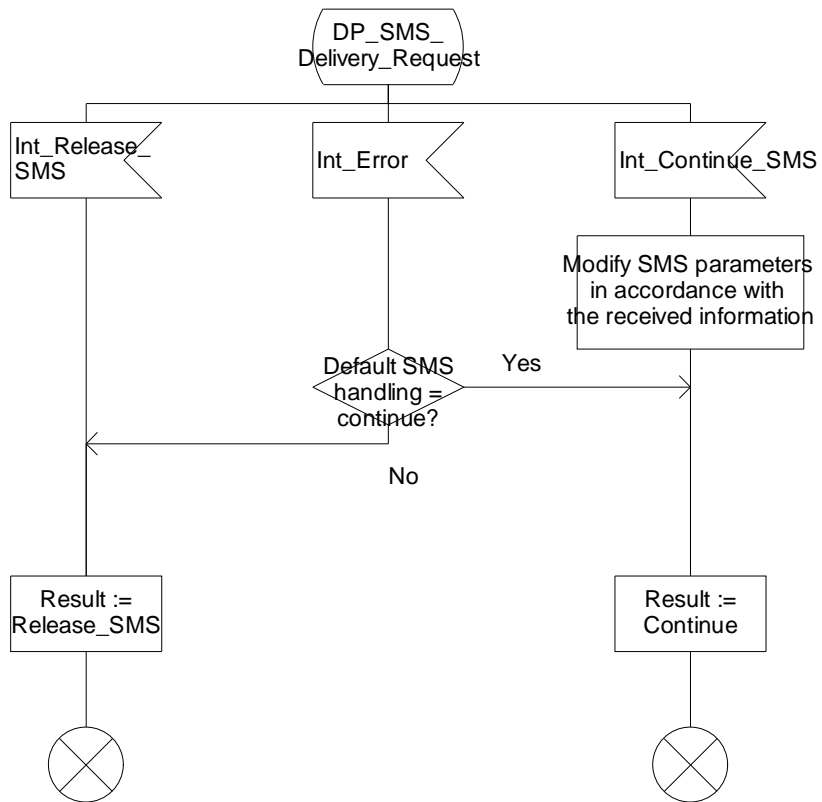 DP_SMS_
Delivery_Request
Int_Release_
SMS
Int_Error
Int_Continue_SMS
Modify SMS parameters
in accordance with
the received information
Default SMS
handling =
continue?
Yes
No
Result :=
Release_SMS
Result :=
Continue